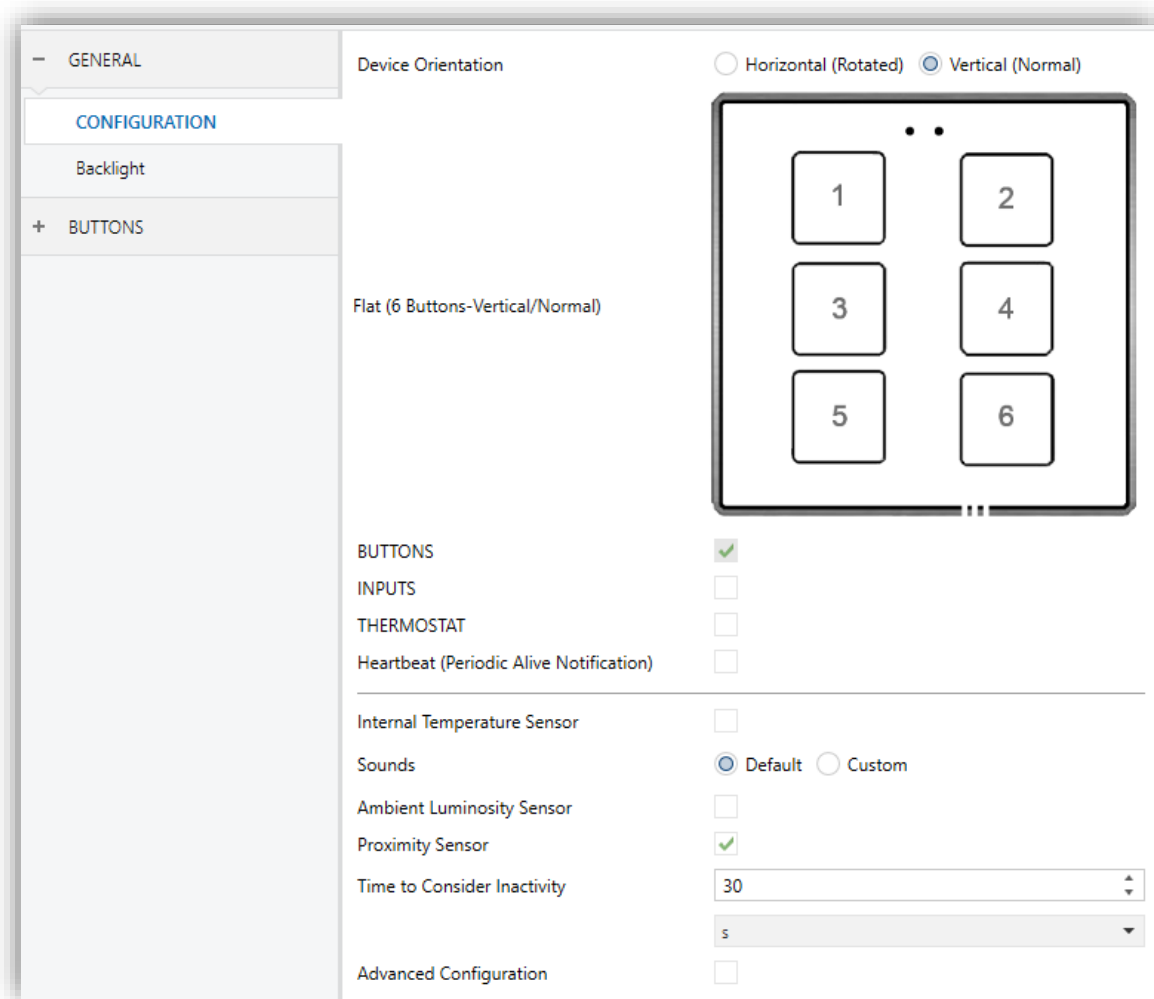 GENERAL
Device Orientation
Horizontal (Rotated) Vertical (Normal)
CONFIGURATION
Backlight
BUTTONS
1 2
Flat (6 Buttons-Vertical/Normal)
3 4
5 6
BUTTONS
INPUTS
THERMOSTAT
Heartbeat (Periodic Alive Notification)
Internal Temperature Sensor
Sounds Default Custom
Ambient Luminosity Sensor
Proximity Sensor
Time to Consider Inactivity 30
s
Advanced Configuration